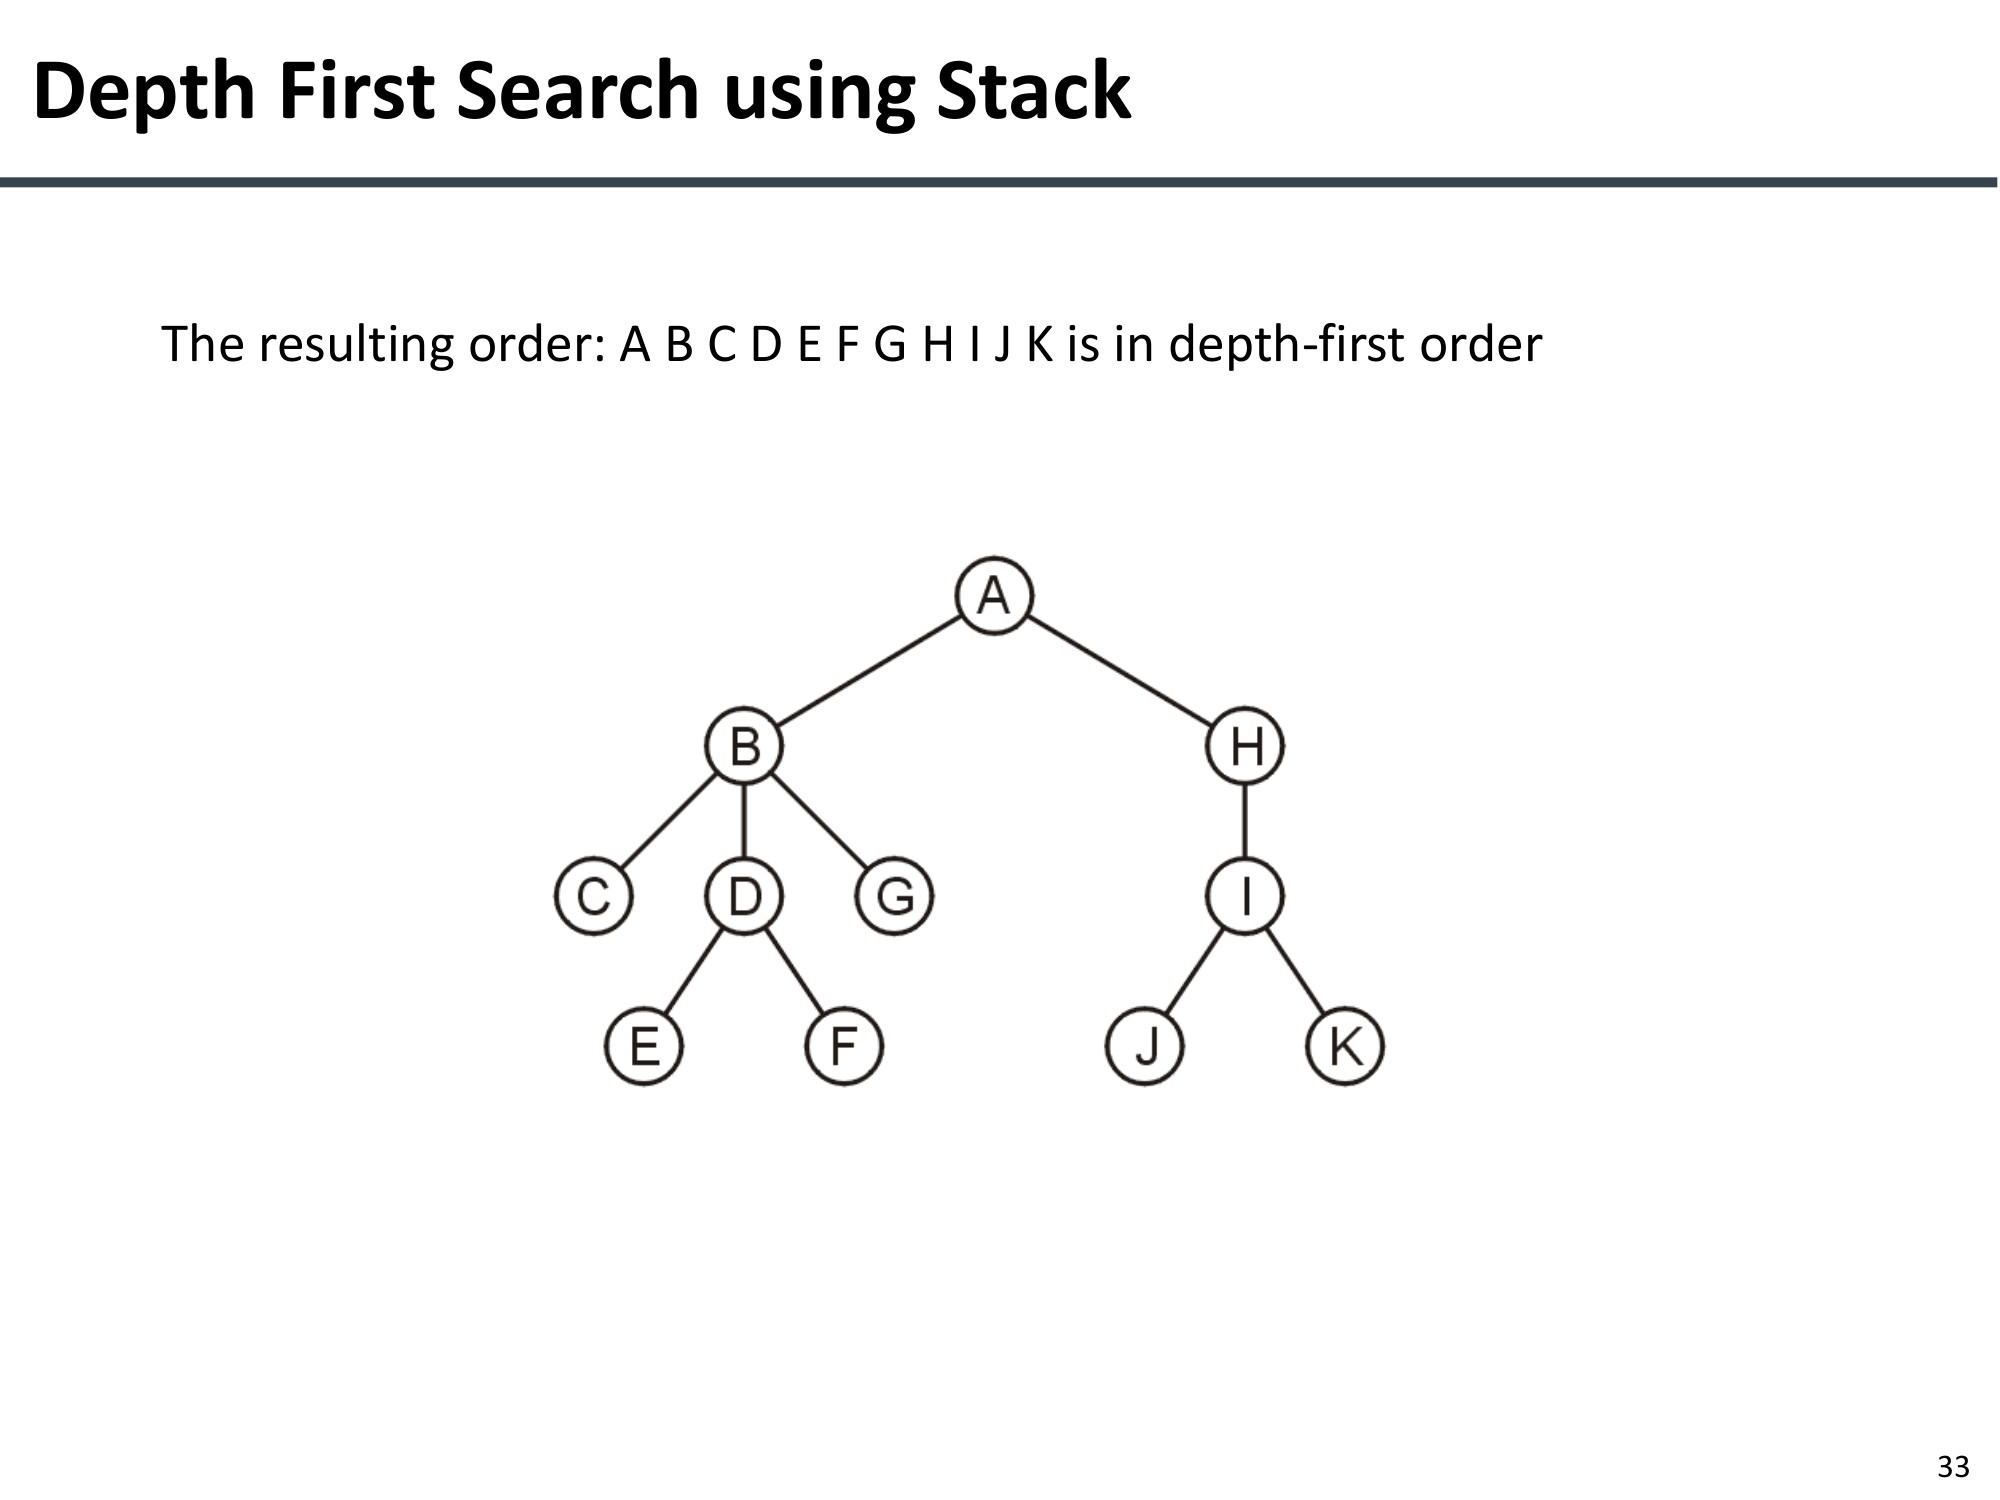 Depth First Search using Stack
The resulting order: A B C D E F G H I J K is in depth-first order
A
B H
C D G I
E F J K
33